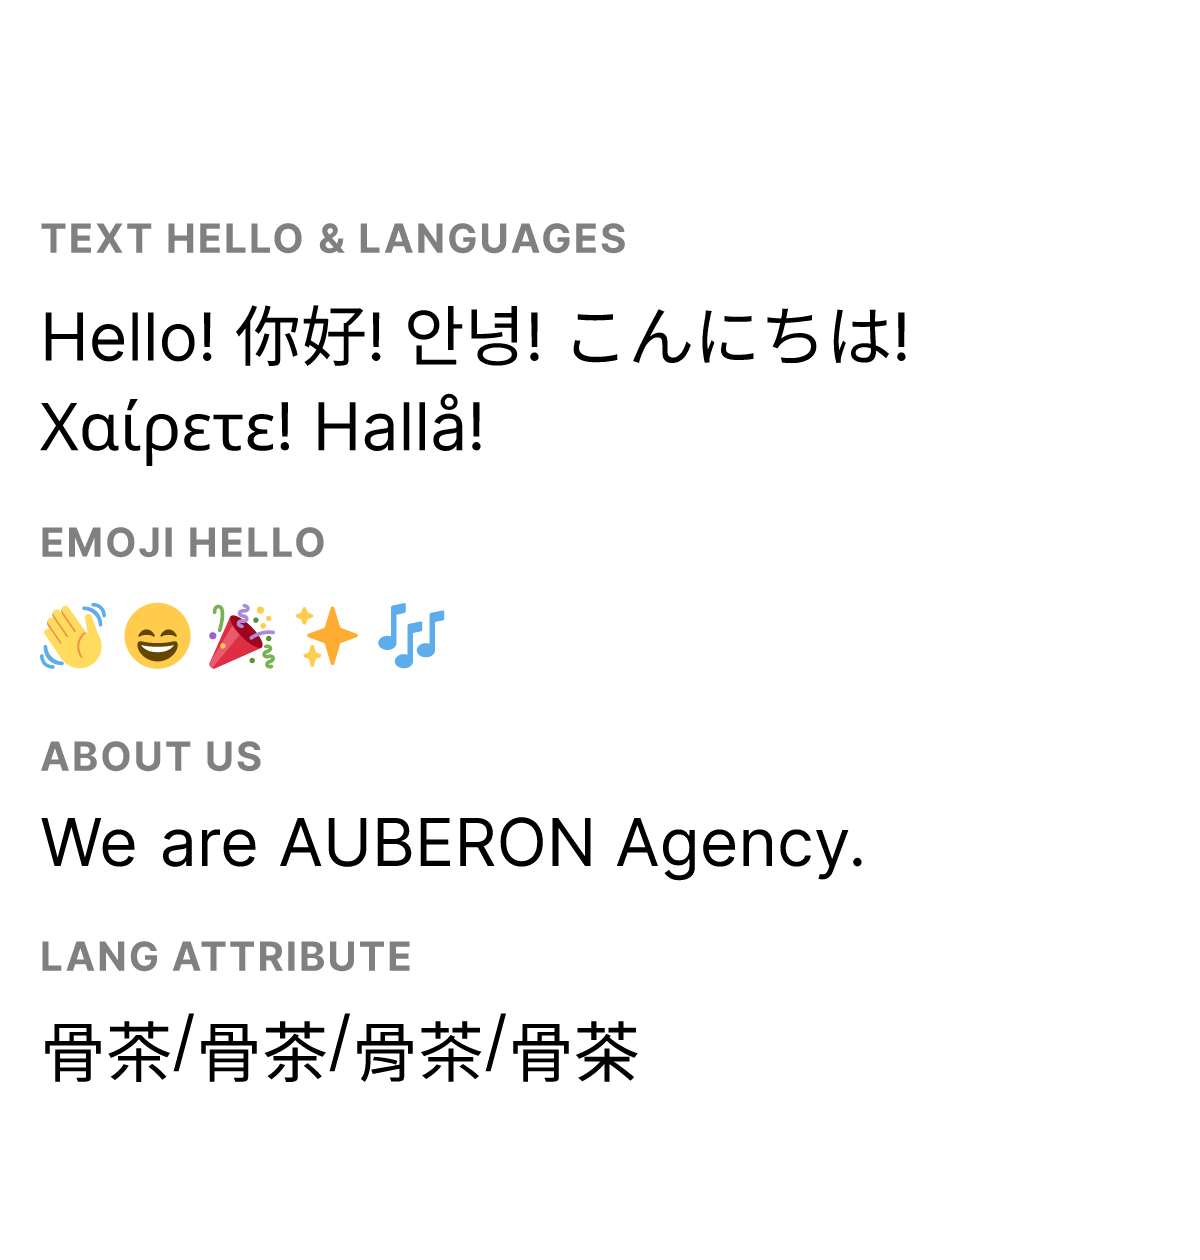 TEXT HELLO & LANGUAGES
Hello! 你好! 안녕! こんにちは!
Χαίρετε! Hallå!
EMOJI HELLO
👋 😄 🎉 ✨ 🎶
ABOUT US
We are AUBERON Agency.
LANG ATTRIBUTE
骨茶/骨茶/骨茶/骨茶